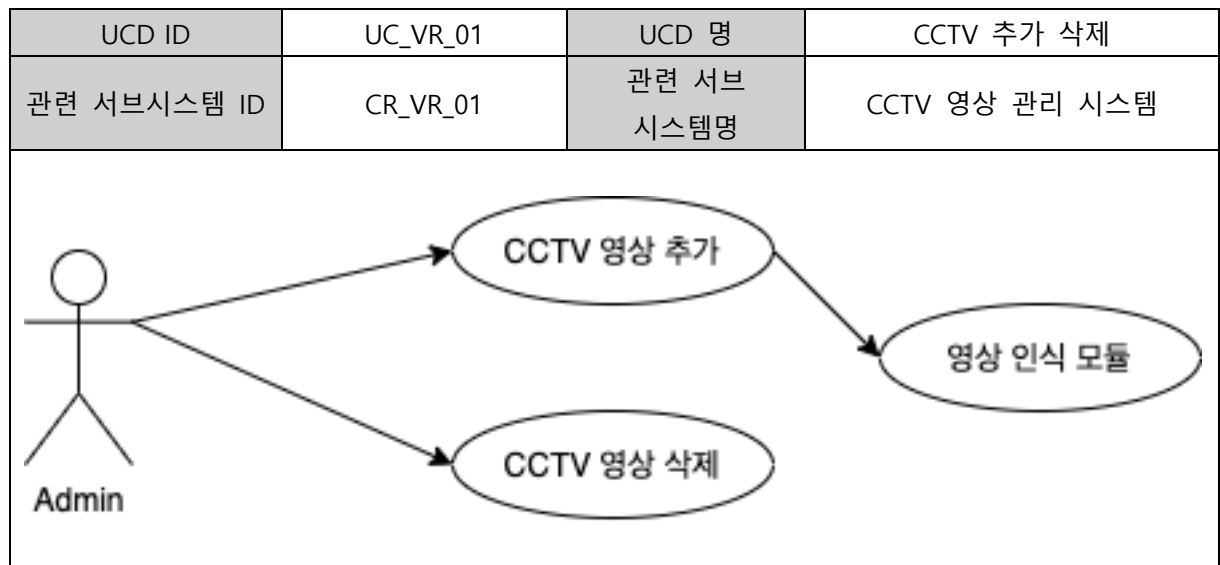 UCD ID UC_VR_01 UCD 명 CCTV 추가 삭제
관련 서브시스템 ID CR_VR_01 관련 서브 시스템명 CCTV 영상 관리 시스템
CCTV 영상 추가
영상 인식 모듈
CCTV 영상 삭제
Admin